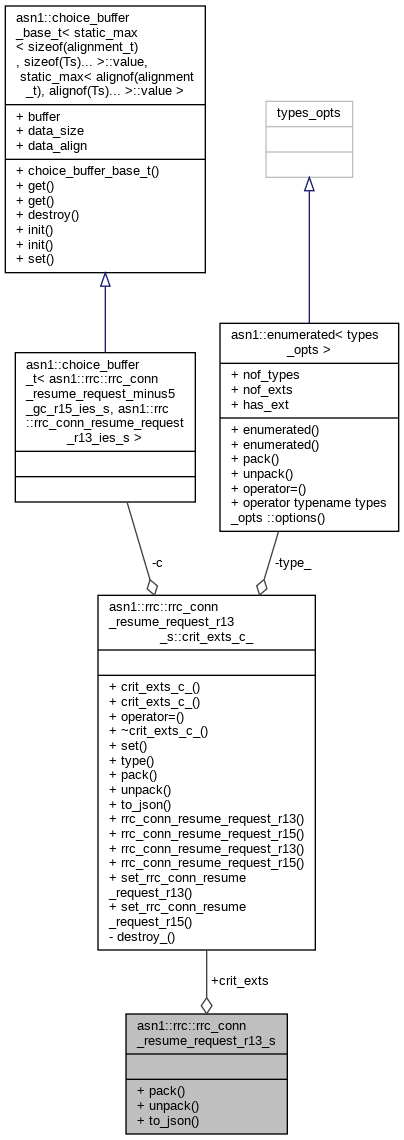 asn1::choice_buffer
_base_t< static_max
< sizeof(alignment_t)
, sizeof(Ts)... >::value,
static_max< alignof(alignment
_t), alignof(Ts)... >::value >
+ buffer
+ data_size
+ data_align
+ choice_buffer_base_t()
+ get()
+ get()
+ destroy()
+ init()
+ init()
+ set()
types_opts
asn1::choice_buffer
_t< asn1::rrc::rrc_conn
_resume_request_minus5
_gc_r15_ies_s, asn1::rrc
::rrc_conn_resume_request
_r13_ies_s >
asn1::enumerated< types
_opts >
+ nof_types
+ nof_exts
+ has_ext
+ enumerated()
+ enumerated()
+ pack()
+ unpack()
+ operator=()
+ operator typename types
_opts ::options()
-c
-type_
asn1::rrc::rrc_conn
_resume_request_r13
_s::crit_exts_c_
+ crit_exts_c_()
+ crit_exts_c_()
+ operator=()
+ ~crit_exts_c_()
+ set()
+ type()
+ pack()
+ unpack()
+ to_json()
+ rrc_conn_resume_request_r13()
+ rrc_conn_resume_request_r15()
+ rrc_conn_resume_request_r13()
+ rrc_conn_resume_request_r15()
+ set_rrc_conn_resume
_request_r13()
+ set_rrc_conn_resume
_request_r15()
- destroy_()
+crit_exts
asn1::rrc::rrc_conn
_resume_request_r13_s
+ pack()
+ unpack()
+ to_json()